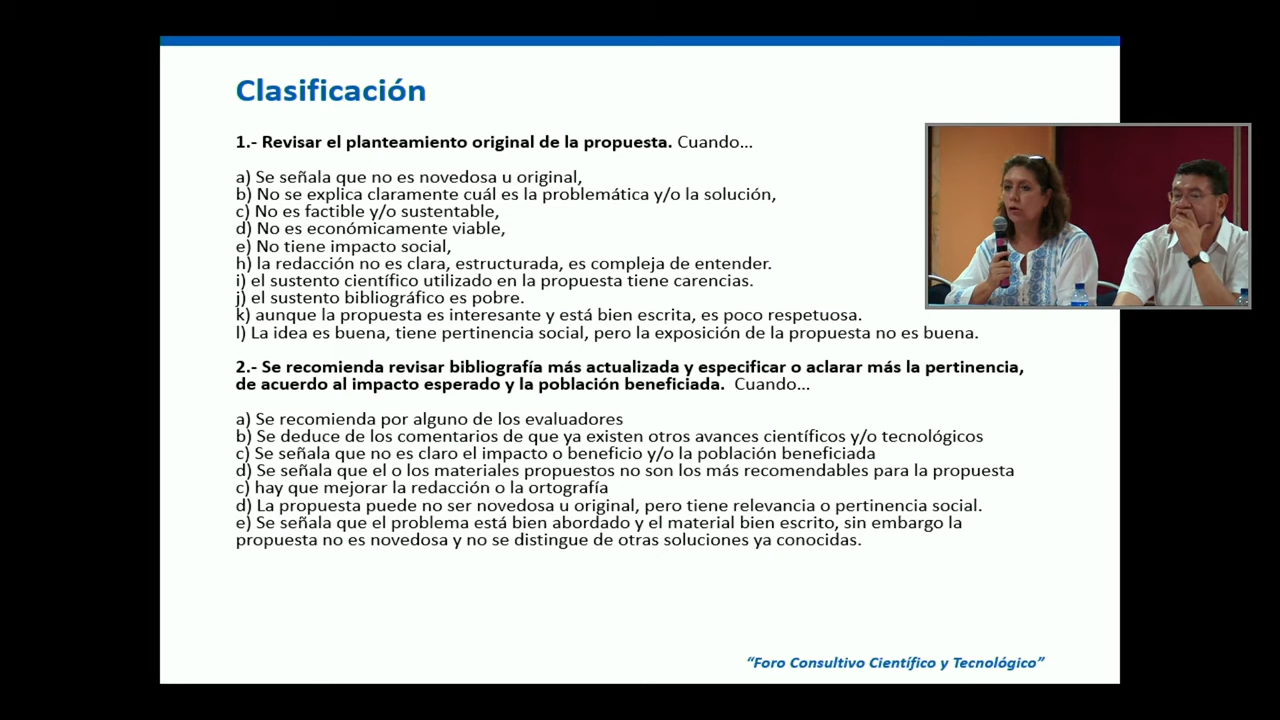 Clasificación
1.- Revisar el planteamiento original de la propuesta. Cuando...
a) Se señala que no es novedosa u original,
b) No se explica claramente cuál es la problemática y/o la solución,
c) No es factible y/o sustentable,
d) No es económicamente viable,
e) No tiene impacto social,
h) la redacción no es clara, estructurada, es compleja de entender.
i) el sustento científico utilizado en la propuesta tiene carencias.
j) el sustento bibliográfico es pobre.
k) aunque la propuesta es interesante y está bien escrita, es poco respetuosa.
l) La idea es buena, tiene pertinencia social, pero la exposición de la propuesta no es buena.
2.- Se recomienda revisar bibliografía más actualizada y especificar o aclarar más la pertinencia,
de acuerdo al impacto esperado y la población beneficiada. Cuando...
a) Se recomienda por alguno de los evaluadores
b) Se deduce de los comentarios de que ya existen otros avances científicos y/o tecnológicos
c) Se señala que no es claro el impacto o beneficio y/o la población beneficiada
d) Se señala que el o los materiales propuestos no son los más recomendables para la propuesta
c) hay que mejorar la redacción o la ortografía
d) La propuesta puede no ser novedosa u original, pero tiene relevancia o pertinencia social.
e) Se señala que el problema está bien abordado y el material bien escrito, sin embargo la
propuesta no es novedosa y no se distingue de otras soluciones ya conocidas.
“Foro Consultivo Científico y Tecnológico”